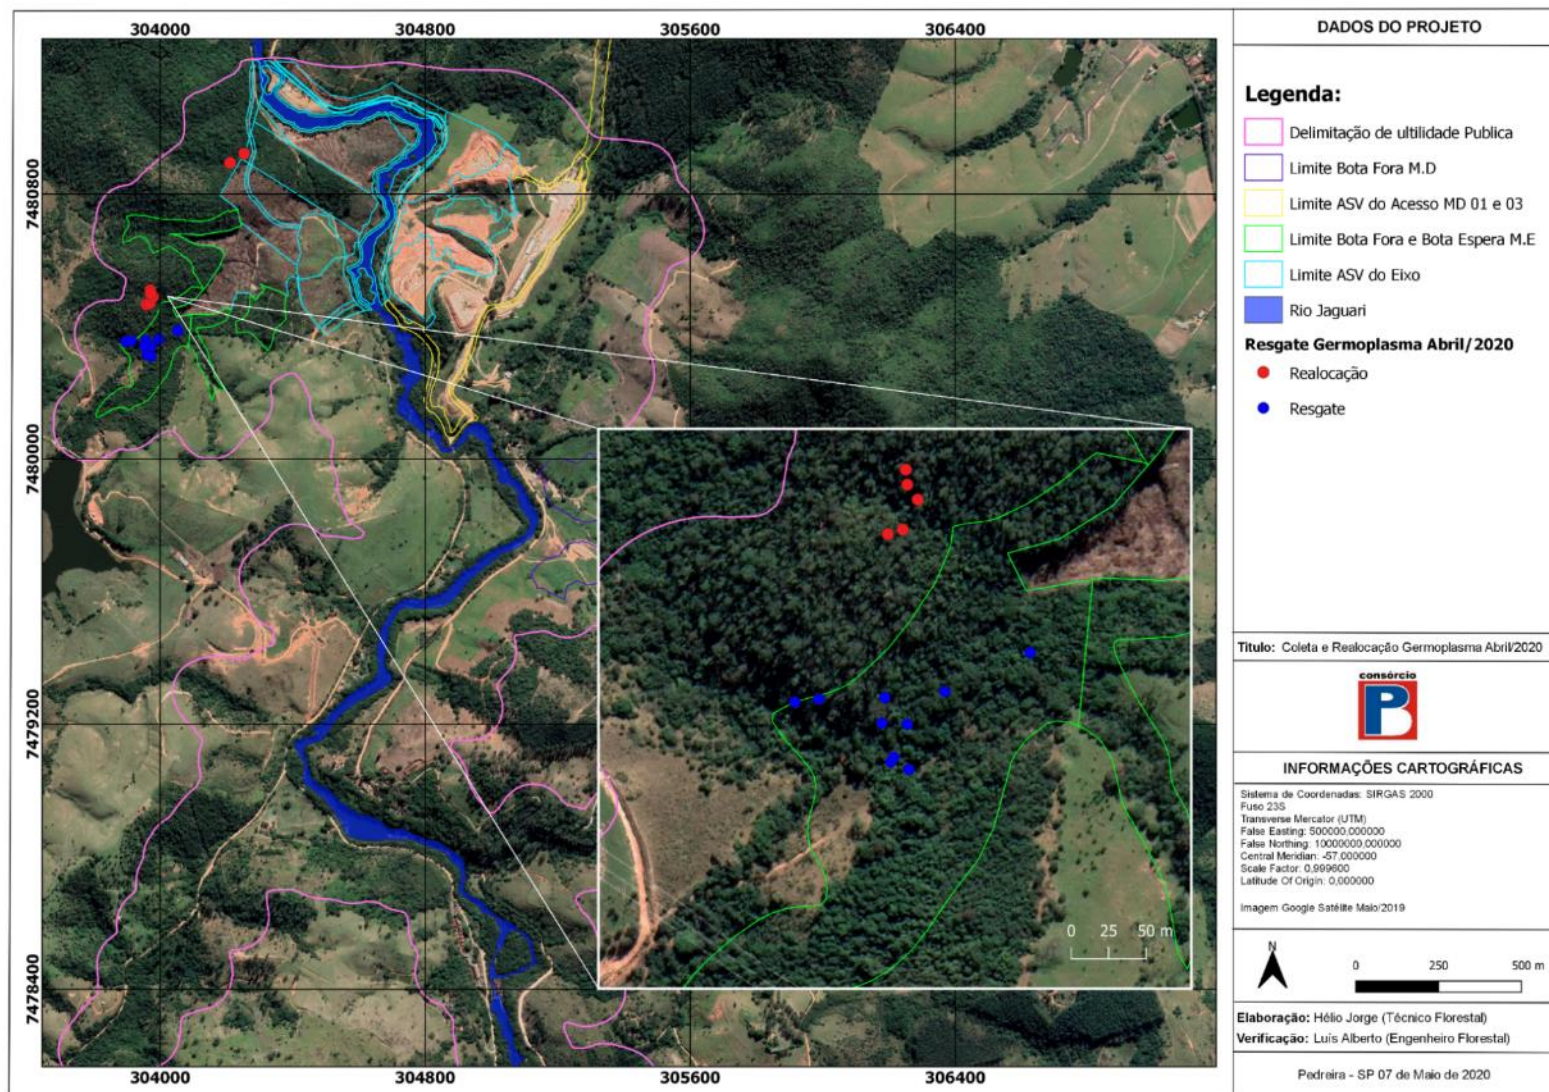 304000
304800
305600
306400
7480800
7480000
7479200
7478400
304000
304800
305600
306400
0 25 50 m
DADOS DO PROJETO
Legenda:
Delimitação de ultilidade Publica
Limite Bota Fora M.D
Limite ASV do Acesso MD 01 e 03
Limite Bota Fora e Bota Espera M.E
Limite ASV do Eixo
Rio Jaguari
Resgate Germoplasma Abril/2020
Realocação
Resgate
Titulo: Coleta e Realocação Germoplasma Abril/2020
consórcio
PB
INFORMAÇÕES CARTOGRÁFICAS
Sistema de Coordenadas: SIRGAS 2000
Fuso 23S
Transverse Mercator (UTM)
False Easting: 500000,000000
False Northing: 10000000,000000
Central Meridian: -57,000000
Scale Factor: 0,999600
Latitude Of Origin: 0,000000
Imagem Google Satélite Maio/2019
N
0 250 500 m
Elaboração: Hélio Jorge (Técnico Florestal)
Verificação: Luís Alberto (Engenheiro Florestal)
Pedreira - SP 07 de Maio de 2020